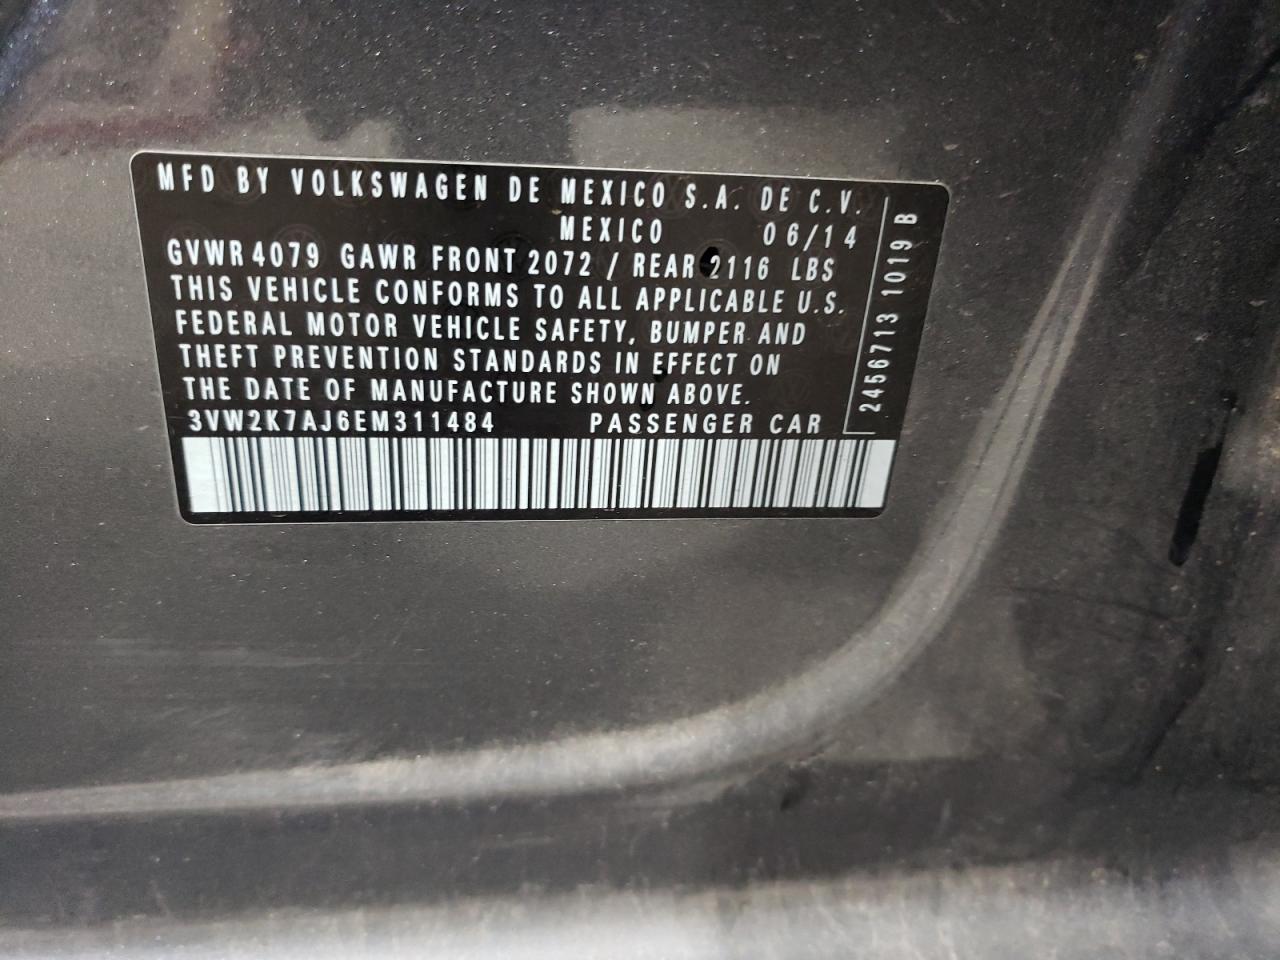 MFD BY VOLKSWAGEN DE MEXICO S.A. DE C.V.
MEXICO 06/14
GVWR 4079 GAWR FRONT 2072 / REAR 2116 LBS
THIS VEHICLE CONFORMS TO ALL APPLICABLE U.S.
FEDERAL MOTOR VEHICLE SAFETY, BUMPER AND
THEFT PREVENTION STANDARDS IN EFFECT ON
THE DATE OF MANUFACTURE SHOWN ABOVE.
3VW2K7AJ6EM311484 PASSENGER CAR
2456713 1019 B